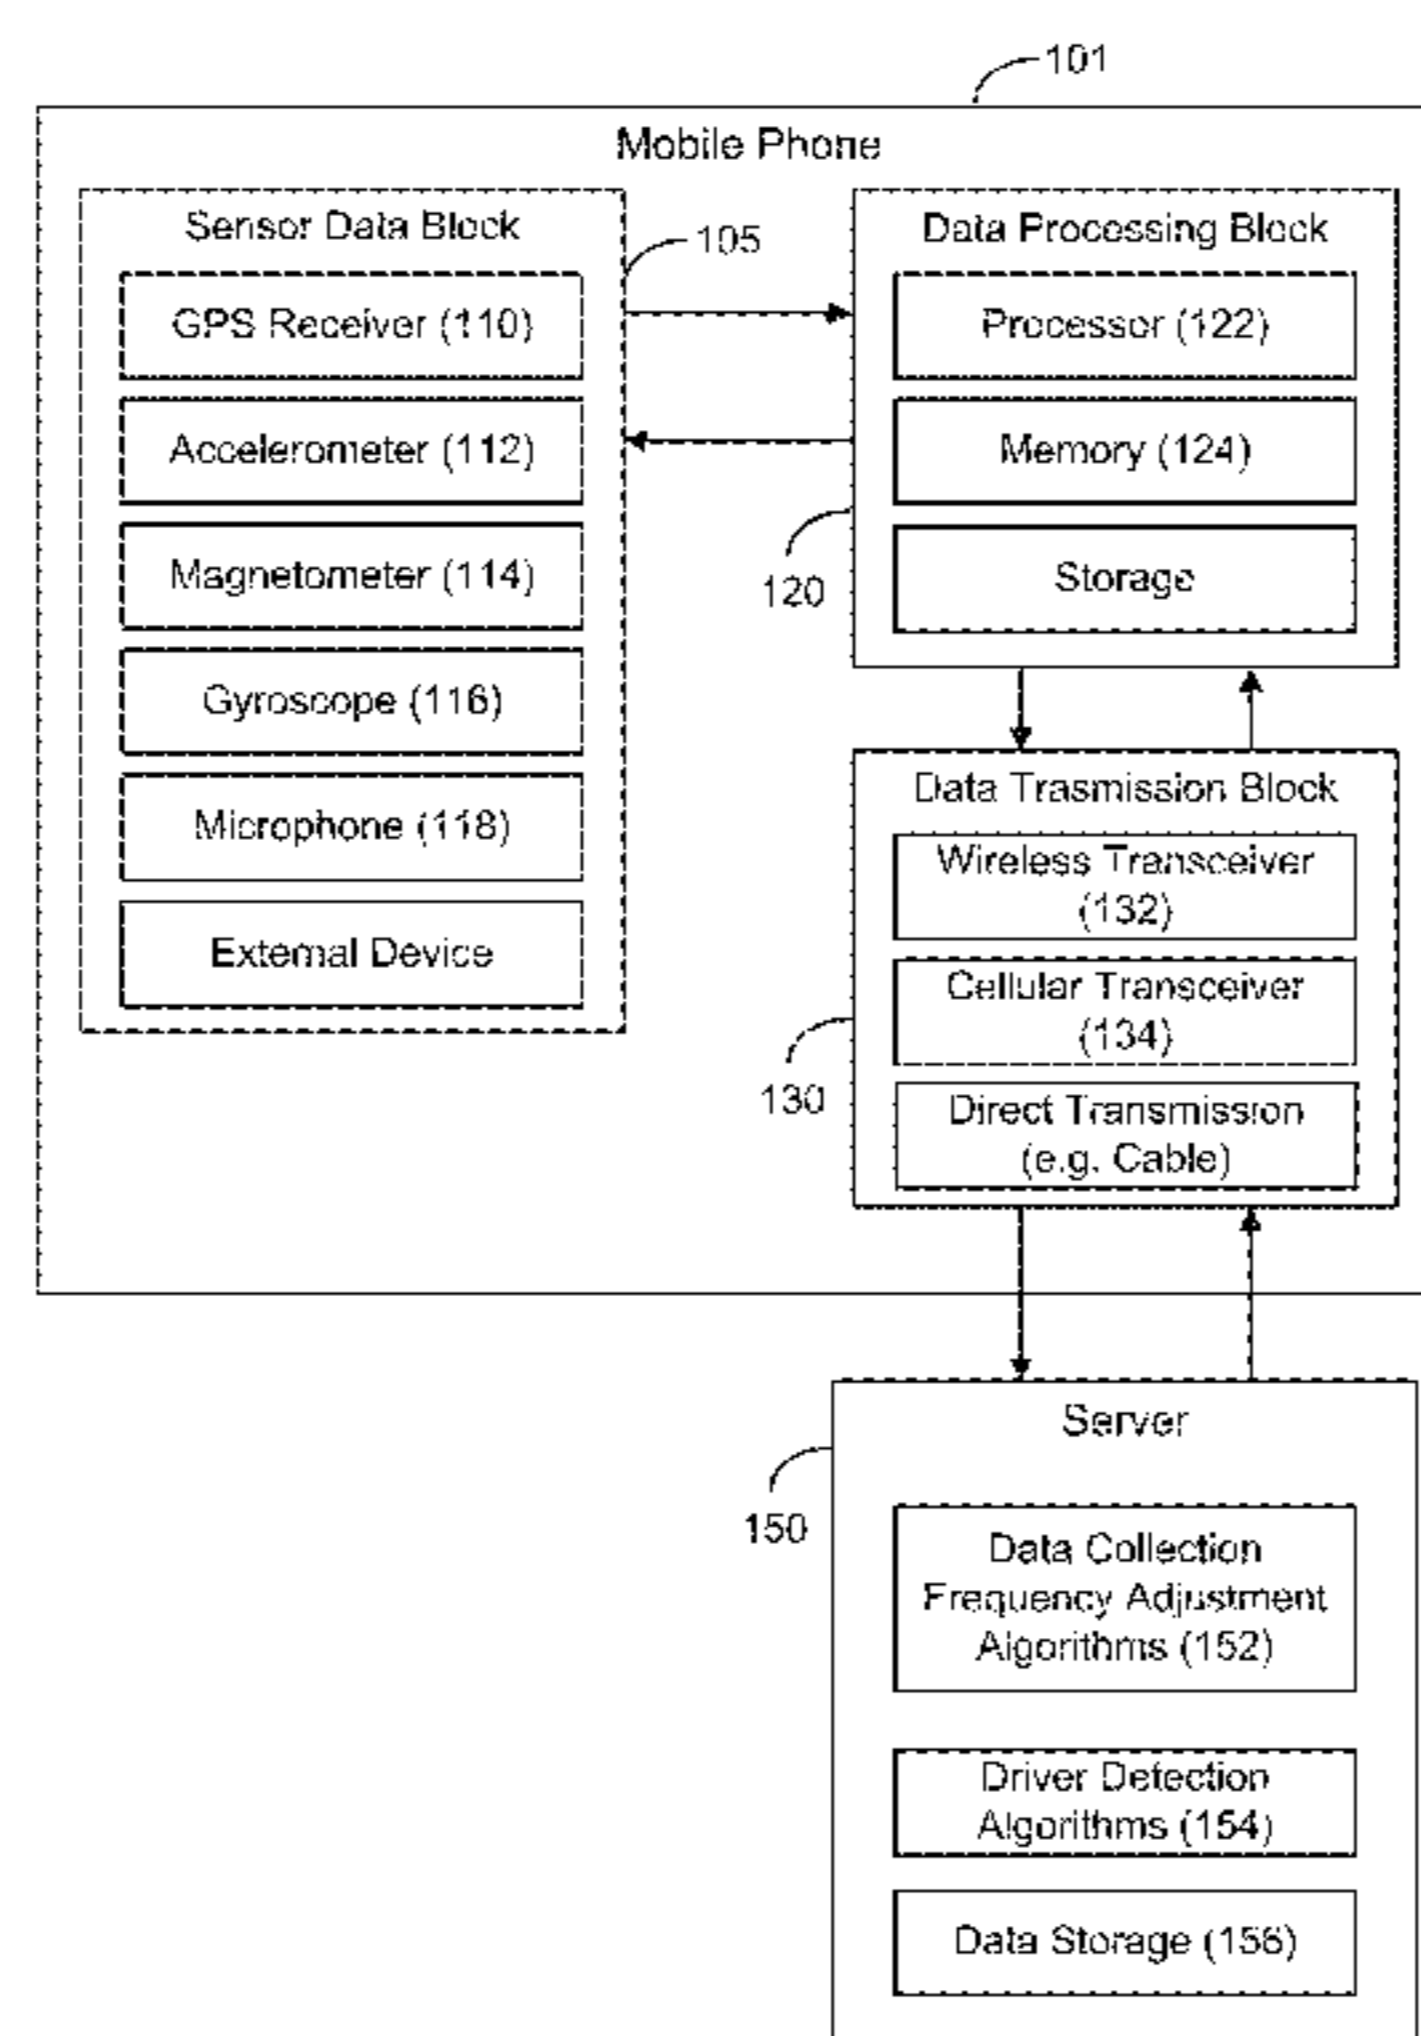 101
Mobile Phone
Sensor Data Block
105
GPS Receiver (110)
Accelerometer (112)
Magnetometer (114)
Gyroscope (116)
Microphone (118)
External Device
Data Processing Block
Processor (122)
Memory (124)
Storage
120
Data Trasmission Block
Wireless Transceiver
(132)
Cellular Transceiver
(134)
Direct Transmission
(e.g. Cable)
130
Server
150
Data Collection
Frequency Adjustment
Algorithms (152)
Driver Detection
Algorithms (154)
Data Storage (156)